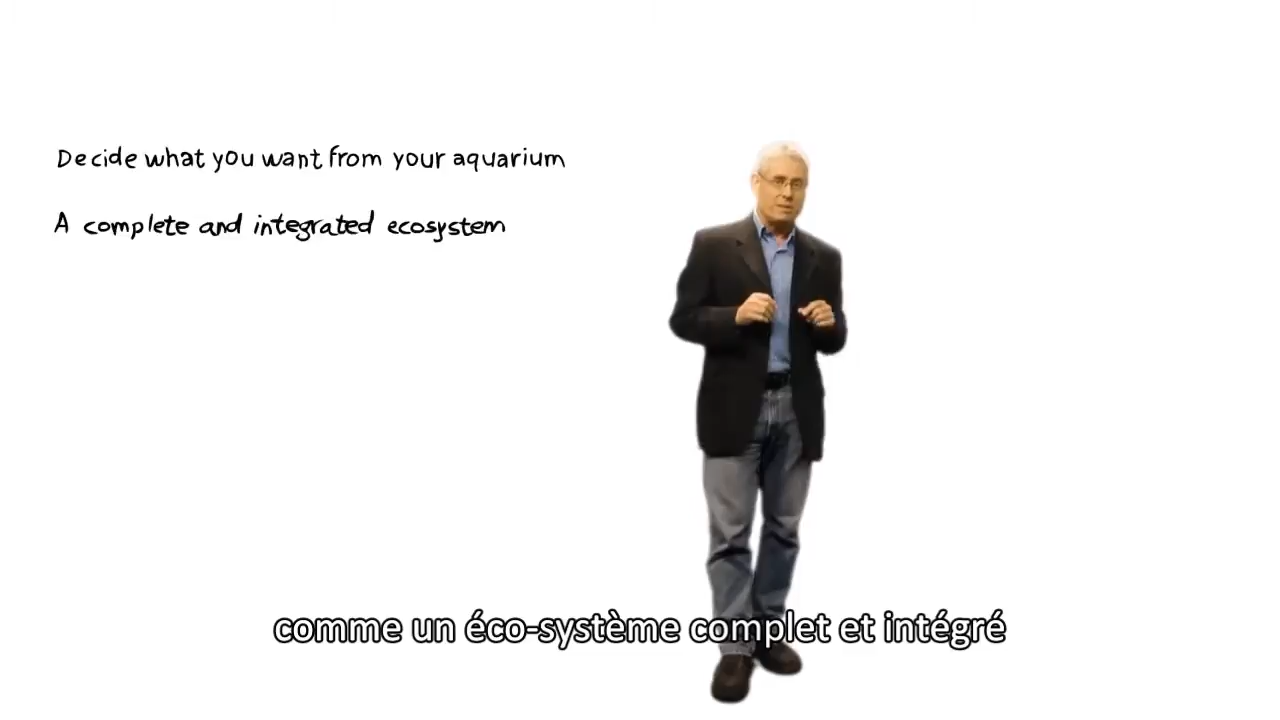 Decide what you want from your aquarium
A complete and integrated ecosystem
comme un éco-système complet et intégré